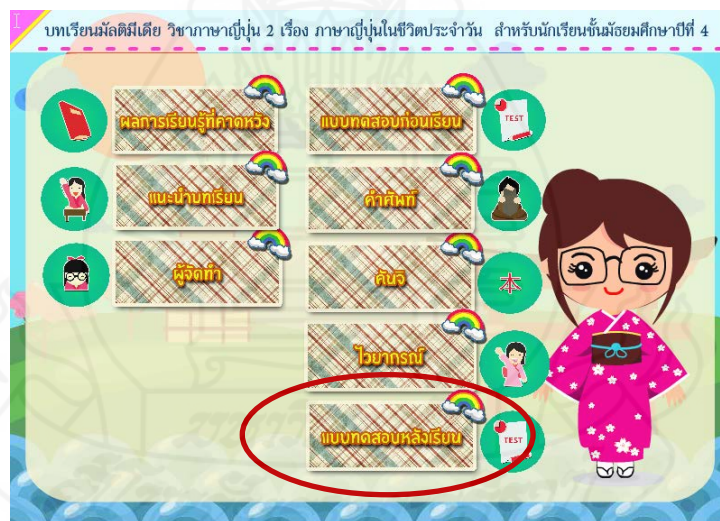 บทเรียนมัลติมีเดีย วิชาภาษาญี่ปุ่น 2 เรื่อง ภาษาญี่ปุ่นในชีวิตประจำวัน สำหรับนักเรียนชั้นมัธยมศึกษาปีที่ 4
ผลการเรียนรู้ที่คาดหวัง
แนะนำบทเรียน
ผู้จัดทำ
แบบทดสอบก่อนเรียน
TEST
คำศัพท์
คันจิ
本
ไวยากรณ์
แบบทดสอบหลังเรียน
TEST